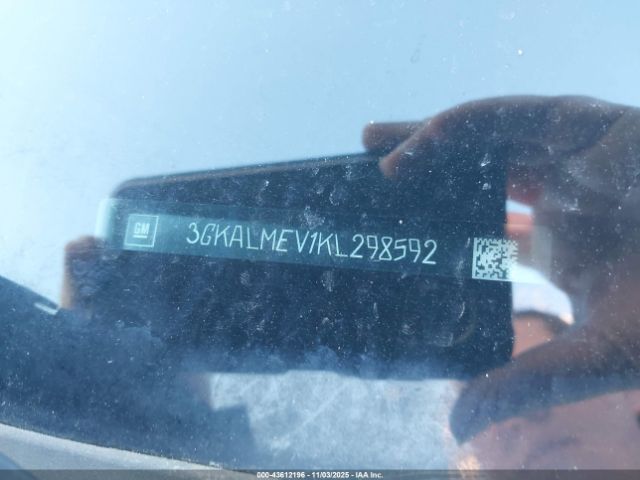 GM
3GKALMEV1KL298592
000-43612196 - 11/03/2025 - IAA Inc.